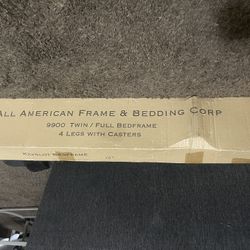 All American Frame & Bedding Corp
9900 Twin / Full Bedframe
4 Legs with Casters